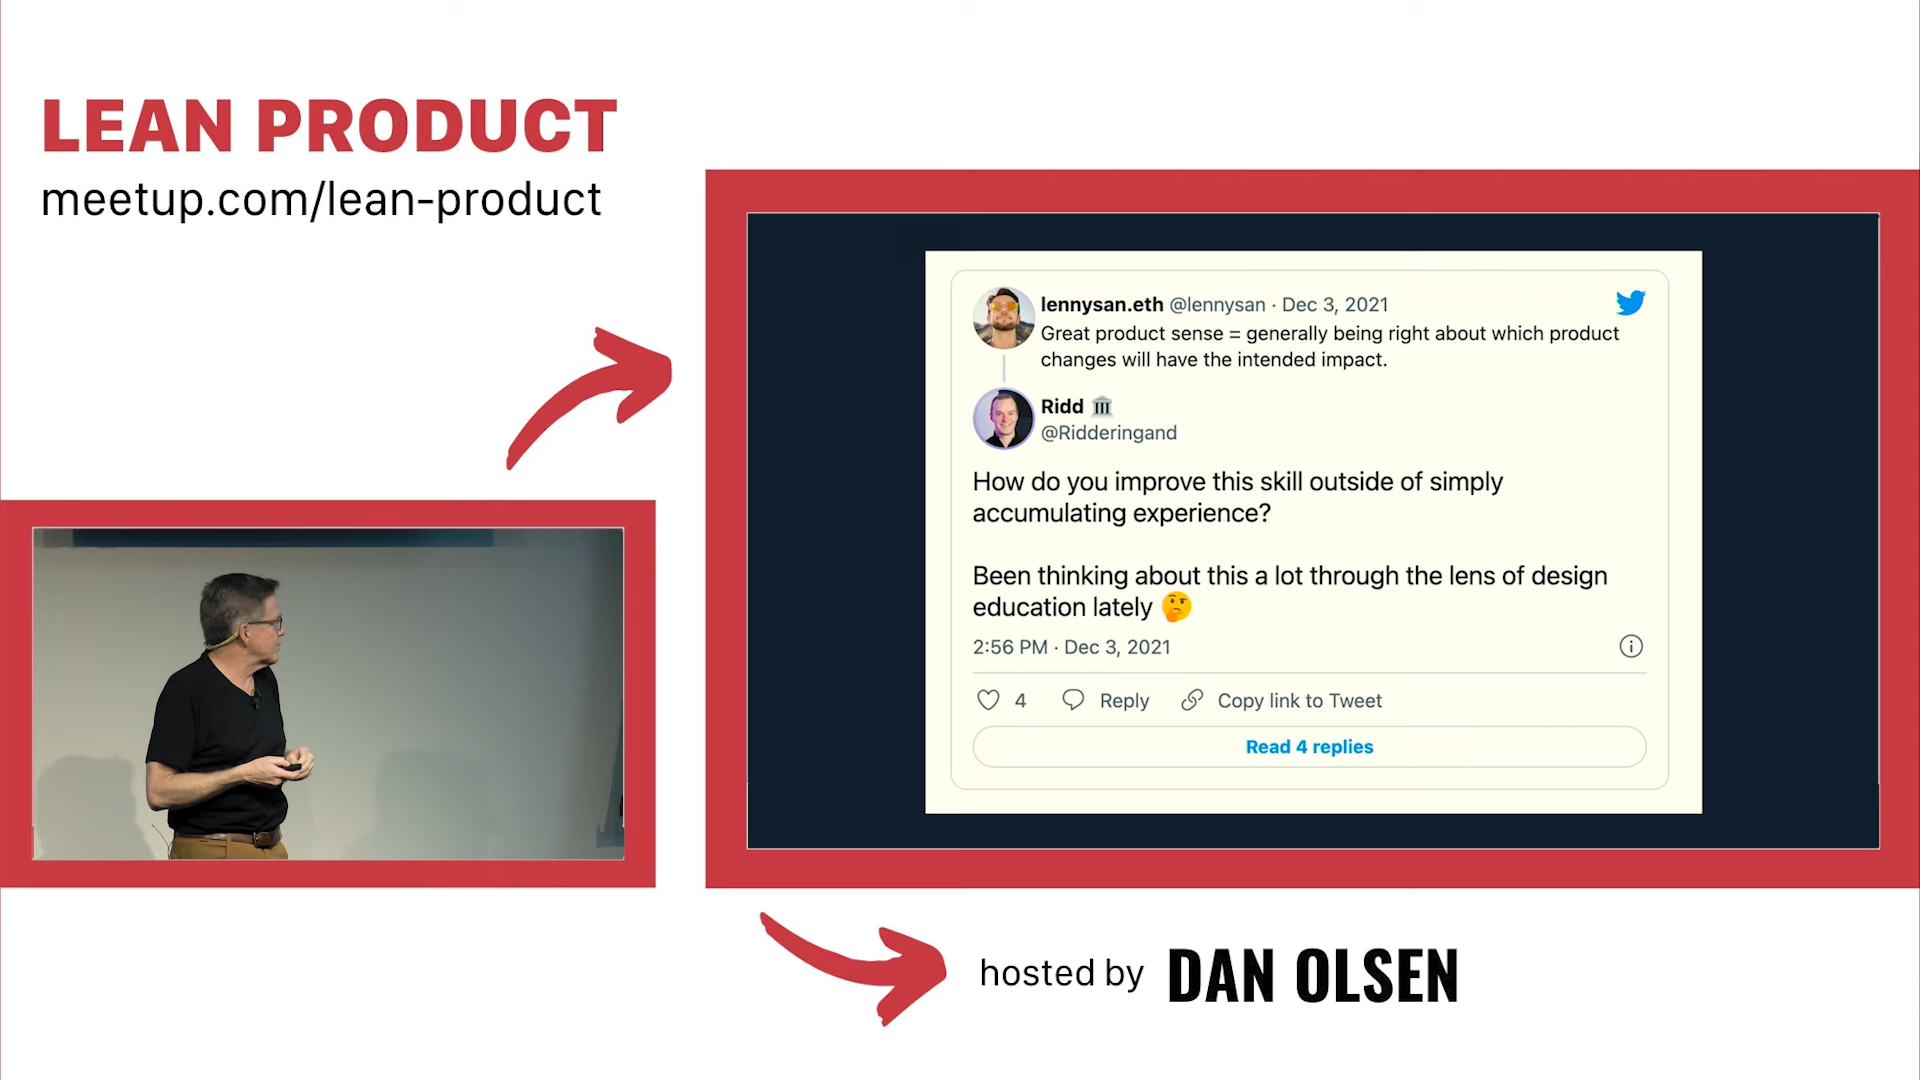 LEAN PRODUCT
meetup.com/lean-product
lennysan.eth @lennysan · Dec 3, 2021
Great product sense = generally being right about which product
changes will have the intended impact.
Ridd 🏛
@Ridderingand
How do you improve this skill outside of simply
accumulating experience?
Been thinking about this a lot through the lens of design
education lately 🤔
2:56 PM · Dec 3, 2021
4 Reply Copy link to Tweet
Read 4 replies
hosted by DAN OLSEN